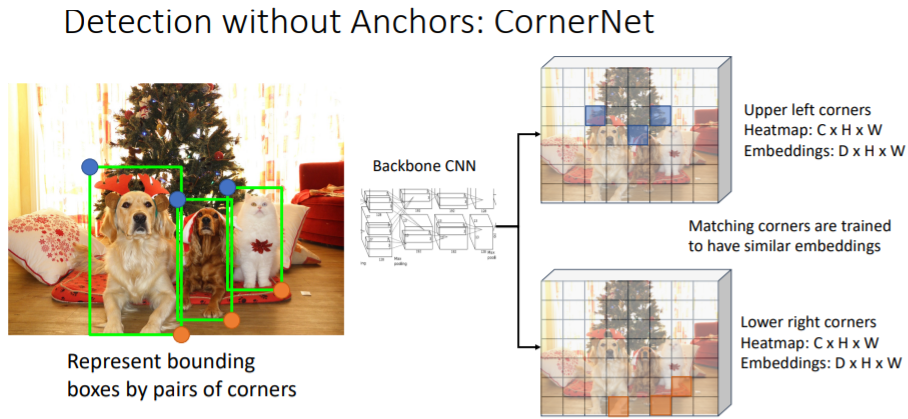 Detection without Anchors: CornerNet
Represent bounding
boxes by pairs of corners
Backbone CNN
Upper left corners
Heatmap: C x H x W
Embeddings: D x H x W
Matching corners are trained
to have similar embeddings
Lower right corners
Heatmap: C x H x W
Embeddings: D x H x W